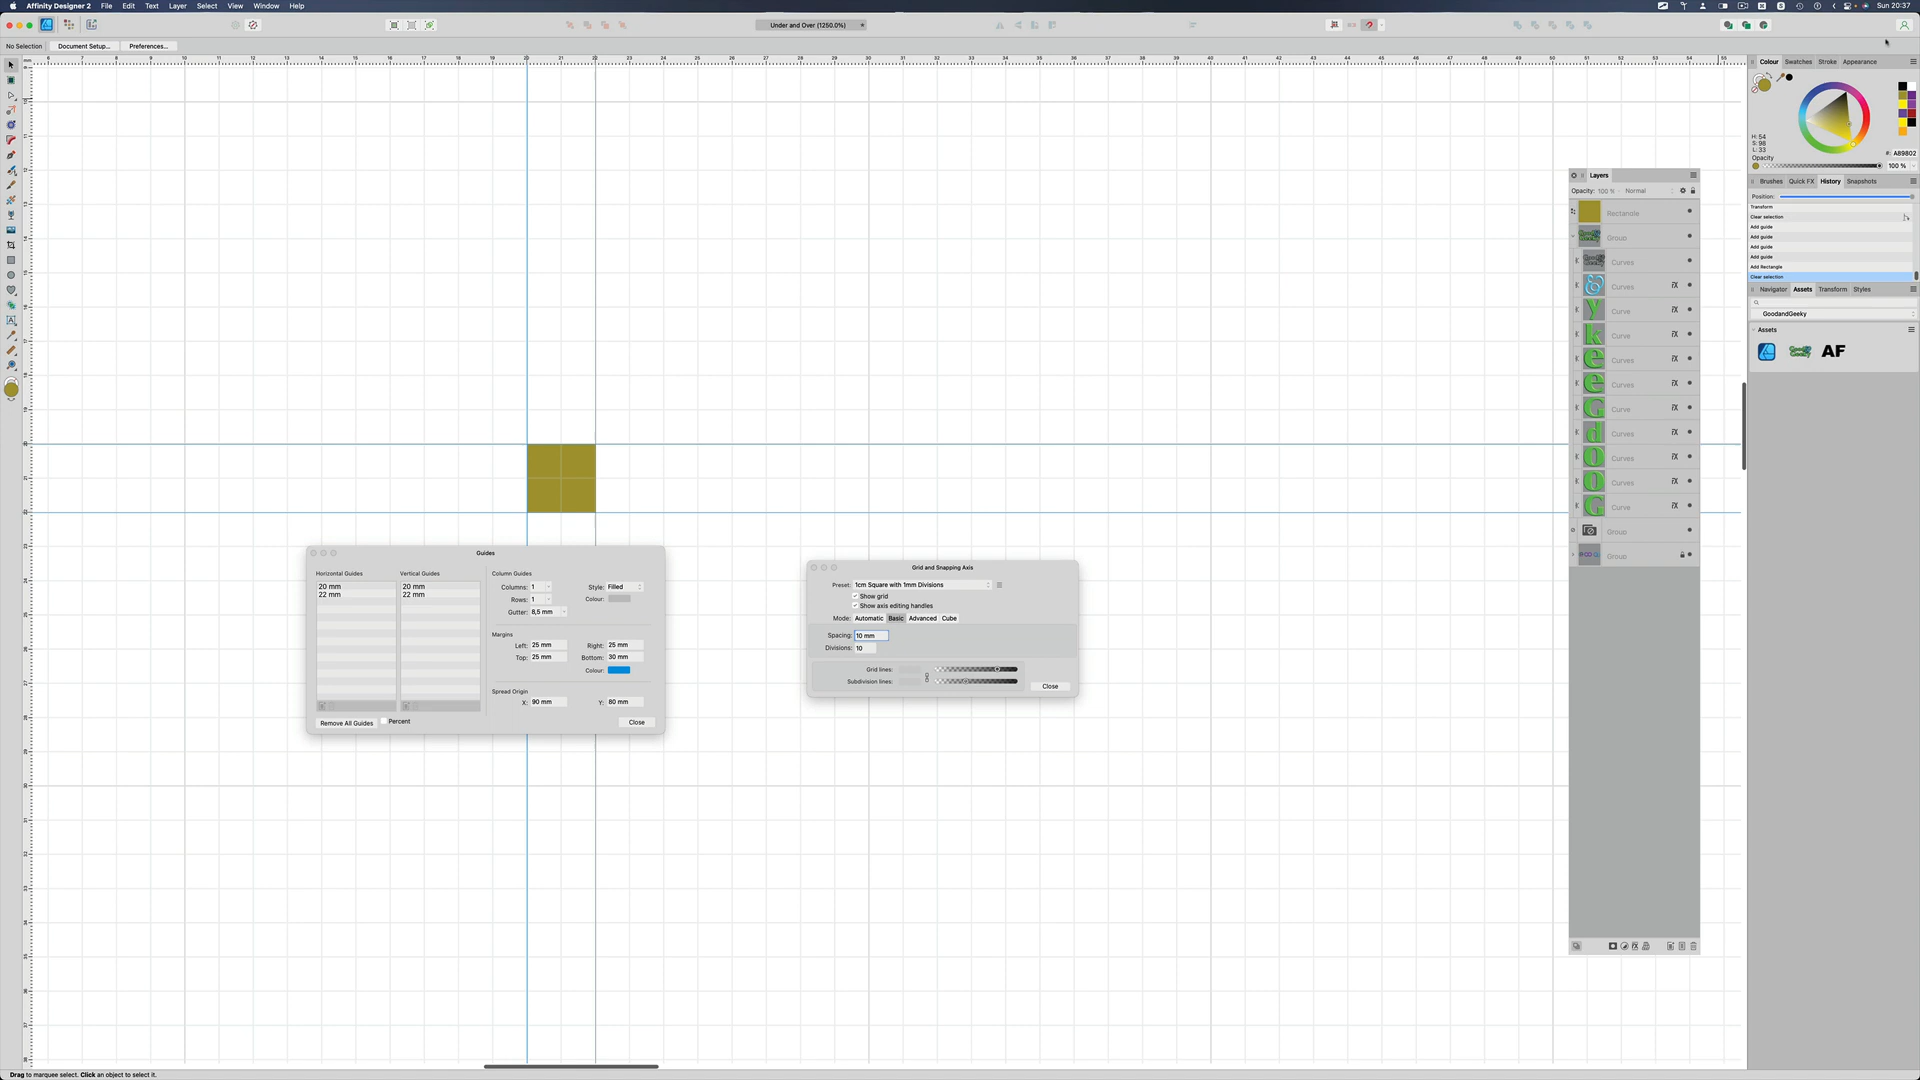 Affinity Designer 2 File Edit Text Layer Select View Window Help
Sun 20:37
Under and Over (1250.0%)
No Selection Document Setup... Preferences...
Colour Swatches Stroke Appearance
H: 54
S: 98
L: 33
#: A89802
Opacity
100 %
Brushes Quick FX History Snapshots
Position:
Transform
Clear selection
Add guide
Add guide
Add guide
Add guide
Add Rectangle
Clear selection
Navigator Assets Transform Styles
GoodandGeeky
Assets
AF
Layers
Opacity: 100 % Normal
Rectangle
Group
Curves
Curves
Curve
Curve
Curves
Curves
Curve
Curves
Curves
Curves
Curve
Group
Group
Guides
Horizontal Guides Vertical Guides
20 mm 20 mm
22 mm 22 mm
Remove All Guides Percent
Column Guides
Columns: 1 Style: Filled
Rows: 1 Colour:
Gutter: 8,5 mm
Margins
Left: 25 mm Right: 25 mm
Top: 25 mm Bottom: 30 mm
Colour:
Spread Origin
X: 90 mm Y: 80 mm
Close
Grid and Snapping Axis
Preset: 1cm Square with 1mm Divisions
Show grid
Show axis editing handles
Mode: Automatic Basic Advanced Cube
Spacing: 10 mm
Divisions: 10
Grid lines:
Subdivision lines:
Close
Drag to marquee select. Click an object to select it.